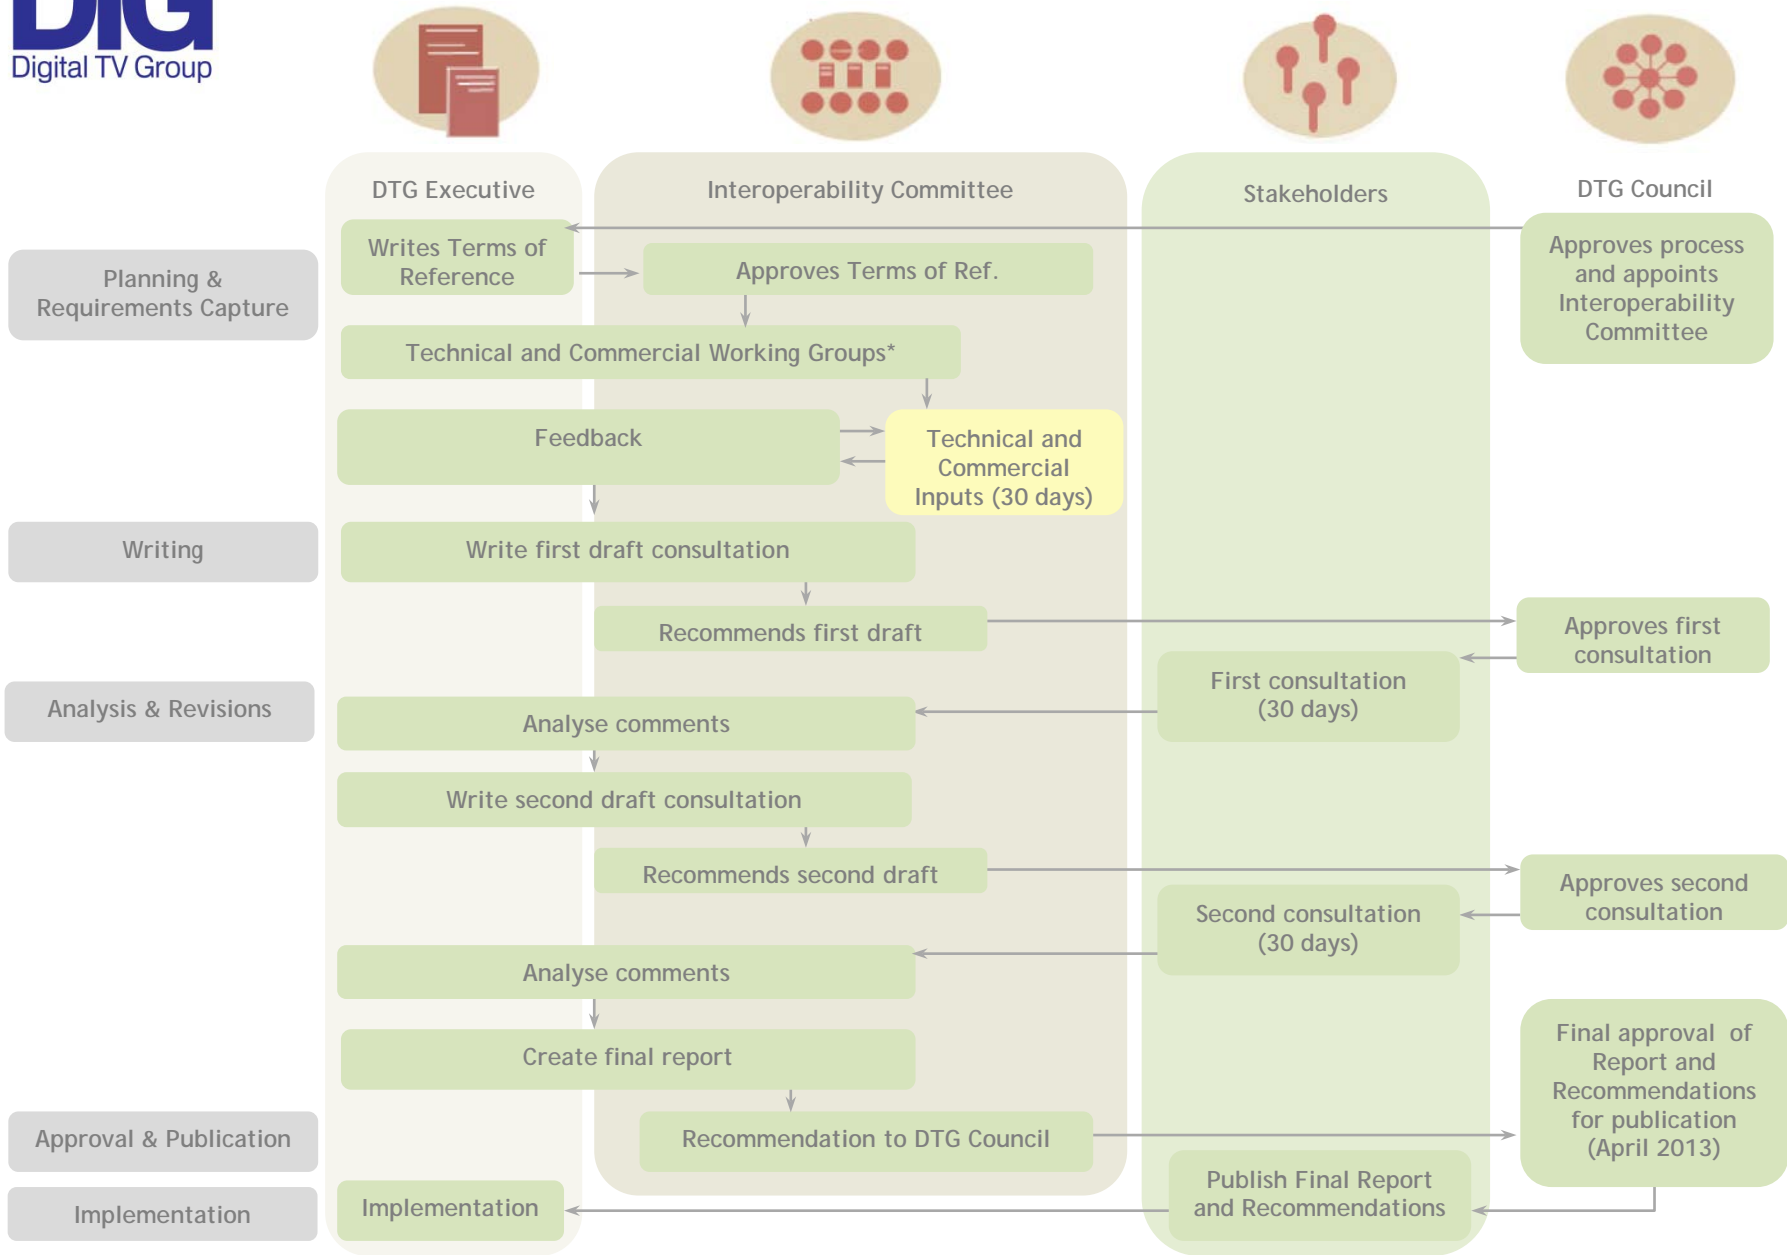 DTG
Digital TV Group
DTG Executive
Interoperability Committee
Stakeholders
DTG Council
Planning &
Requirements Capture
Writes Terms of
Reference
Approves Terms of Ref.
Approves process
and appoints
Interoperability
Committee
Technical and Commercial Working Groups*
Feedback
Technical and
Commercial
Inputs (30 days)
Writing
Write first draft consultation
Recommends first draft
Approves first
consultation
First consultation
(30 days)
Analysis & Revisions
Analyse comments
Write second draft consultation
Recommends second draft
Approves second
consultation
Second consultation
(30 days)
Analyse comments
Create final report
Final approval of
Report and
Recommendations
for publication
(April 2013)
Approval & Publication
Recommendation to DTG Council
Publish Final Report
and Recommendations
Implementation
Implementation